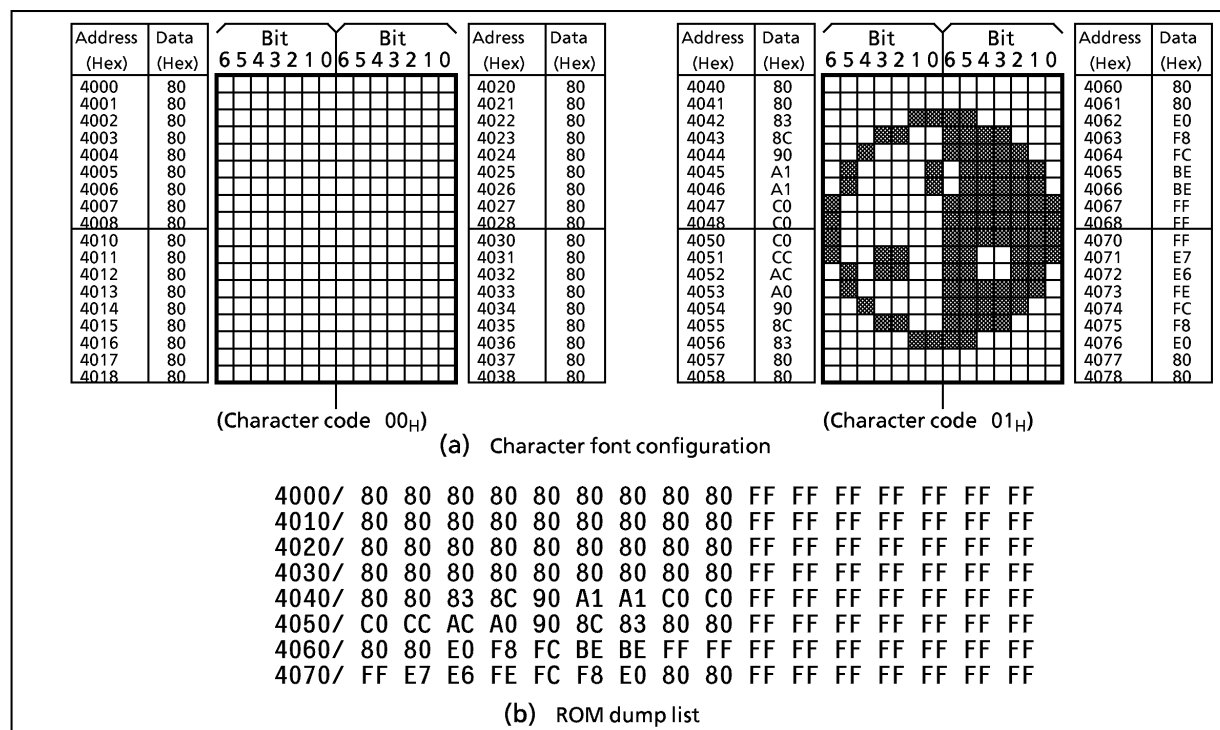 Address Data Bit Bit Adress Data Address Data Bit Bit Address Data
(Hex) (Hex) 6 5 4 3 2 1 0 6 5 4 3 2 1 0 (Hex) (Hex) (Hex) (Hex) 6 5 4 3 2 1 0 6 5 4 3 2 1 0 (Hex) (Hex)
4000 80 4020 80 4040 80 4060 80
4001 80 4021 80 4041 80 4061 80
4002 80 4022 80 4042 83 4062 E0
4003 80 4023 80 4043 8C 4063 F8
4004 80 4024 80 4044 90 4064 FC
4005 80 4025 80 4045 A1 4065 BE
4006 80 4026 80 4046 A1 4066 BE
4007 80 4027 80 4047 C0 4067 FF
4008 80 4028 80 4048 C0 4068 FF
4010 80 4030 80 4050 C0 4070 FF
4011 80 4031 80 4051 CC 4071 E7
4012 80 4032 80 4052 AC 4072 E6
4013 80 4033 80 4053 A0 4073 FE
4014 80 4034 80 4054 90 4074 FC
4015 80 4035 80 4055 8C 4075 F8
4016 80 4036 80 4056 83 4076 E0
4017 80 4037 80 4057 80 4077 80
4018 80 4038 80 4058 80 4078 80
(Character code 00H) (Character code 01H)
(a) Character font configuration
4000/ 80 80 80 80 80 80 80 80 80 FF FF FF FF FF FF FF
4010/ 80 80 80 80 80 80 80 80 80 FF FF FF FF FF FF FF
4020/ 80 80 80 80 80 80 80 80 80 FF FF FF FF FF FF FF
4030/ 80 80 80 80 80 80 80 80 80 FF FF FF FF FF FF FF
4040/ 80 80 83 8C 90 A1 A1 C0 C0 FF FF FF FF FF FF FF
4050/ C0 CC AC A0 90 8C 83 80 80 FF FF FF FF FF FF FF
4060/ 80 80 E0 F8 FC BE BE FF FF FF FF FF FF FF FF FF
4070/ FF E7 E6 FE FC F8 E0 80 80 FF FF FF FF FF FF FF
(b) ROM dump list